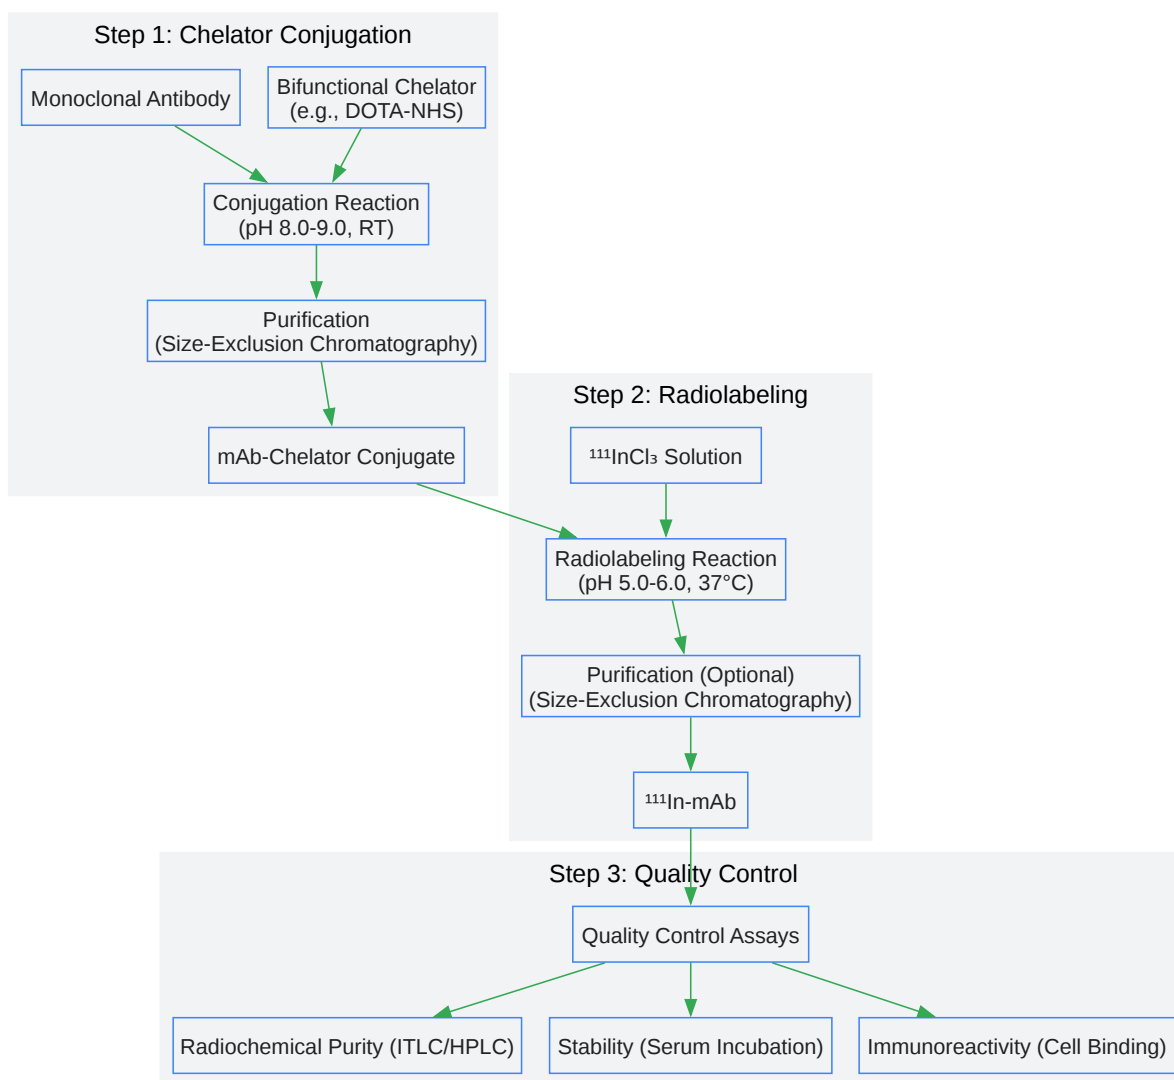 Step 1: Chelator Conjugation
Monoclonal Antibody
Bifunctional Chelator
(e.g., DOTA-NHS)
Conjugation Reaction
(pH 8.0-9.0, RT)
Purification
(Size-Exclusion Chromatography)
mAb-Chelator Conjugate
Step 2: Radiolabeling
¹¹¹InCl₃ Solution
Radiolabeling Reaction
(pH 5.0-6.0, 37°C)
Purification (Optional)
(Size-Exclusion Chromatography)
¹¹¹In-mAb
Step 3: Quality Control
Quality Control Assays
Radiochemical Purity (ITLC/HPLC)
Stability (Serum Incubation)
Immunoreactivity (Cell Binding)